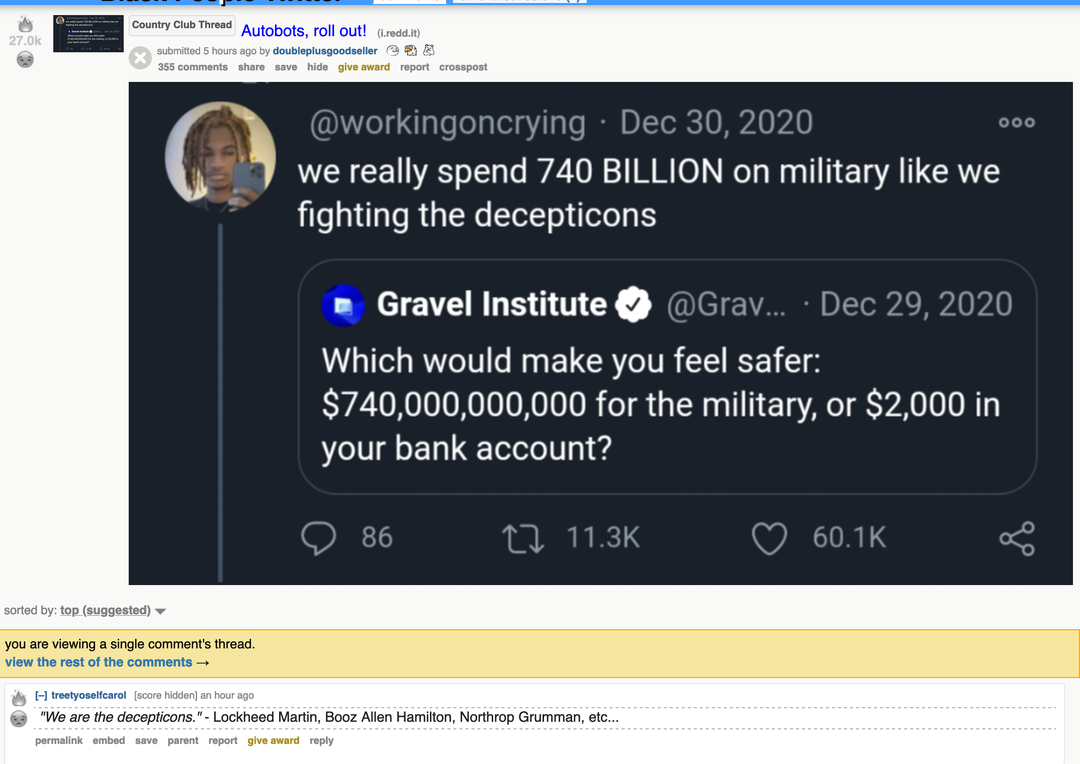 Country Club Thread Autobots, roll out! (i.redd.it)
27.0k
submitted 5 hours ago by doubleplusgoodseller
355 comments share save hide give award report crosspost
@workingoncrying · Dec 30, 2020
we really spend 740 BILLION on military like we
fighting the decepticons
Gravel Institute @Grav... · Dec 29, 2020
Which would make you feel safer:
$740,000,000,000 for the military, or $2,000 in
your bank account?
86 11.3K 60.1K
sorted by: top (suggested)
you are viewing a single comment's thread.
view the rest of the comments →
[–] treetyoselfcarol [score hidden] an hour ago
"We are the decepticons." - Lockheed Martin, Booz Allen Hamilton, Northrop Grumman, etc...
permalink embed save parent report give award reply